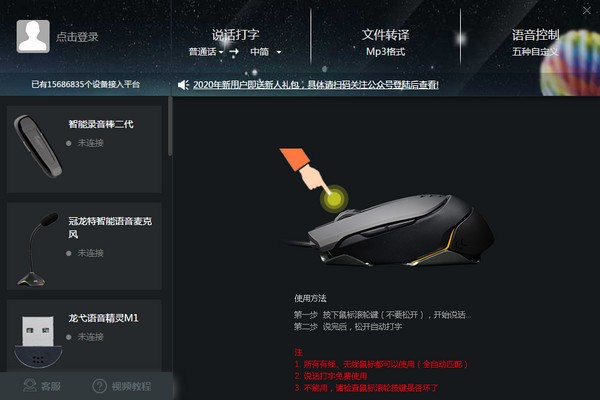 点击登录
说话打字
普通话 → 中简
文件转译
Mp3格式
语音控制
五种自定义
已有15686835个设备接入平台
2020年新用户即送新人礼包；具体请扫码关注公众号登陆后查看!
智能录音棒二代
未连接
冠龙特智能语音麦克
风
未连接
龙弋语音精灵M1
未连接
客服
视频教程
使用方法
第一步 按下鼠标滚轮键（不要松开），开始说话...
第二步 说完后，松开自动打字
注
1. 所有有线、无线鼠标都可以使用（全自动匹配）
2. 说话打字免费使用
3. 不能用，请检查鼠标滚轮按键是否坏了